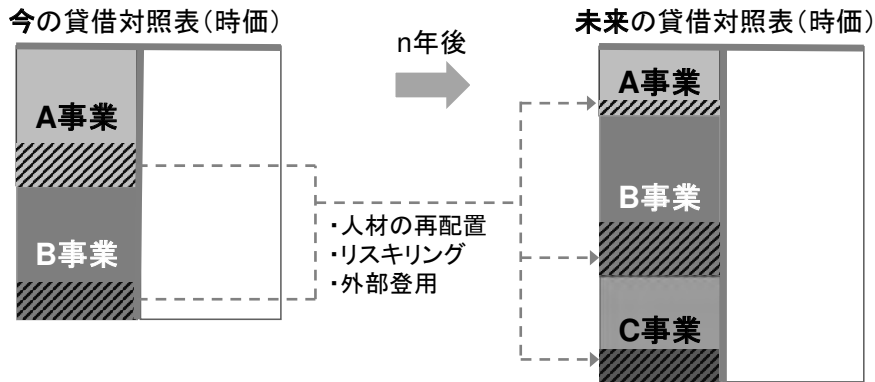 今の貸借対照表(時価)
n年後
未来の貸借対照表(時価)
A事業
B事業
・人材の再配置
・リスキリング
・外部登用
A事業
B事業
C事業